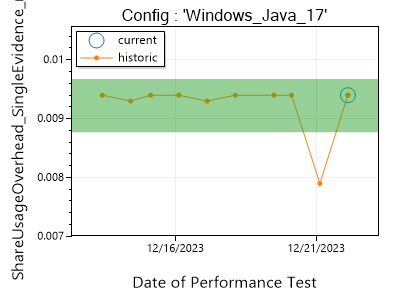 Config : 'Windows_Java_17'
current
historic
0.01
0.009
0.008
0.007
ShareUsageOverhead_SingleEvidence_
12/16/2023
12/21/2023
Date of Performance Test